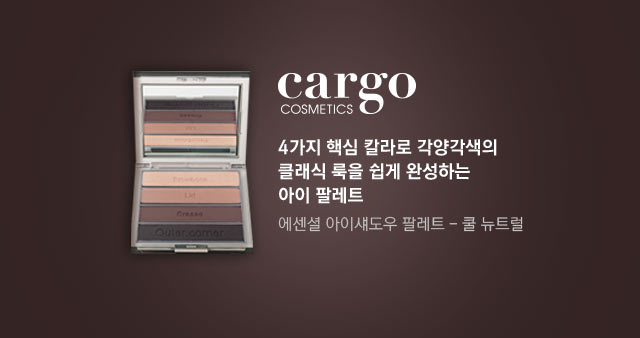 cargo
COSMETICS
4가지 핵심 칼라로 각양각색의
클래식 룩을 쉽게 완성하는
아이 팔레트
에센셜 아이섀도우 팔레트 – 쿨 뉴트럴
Lid
Crease
Outer corner